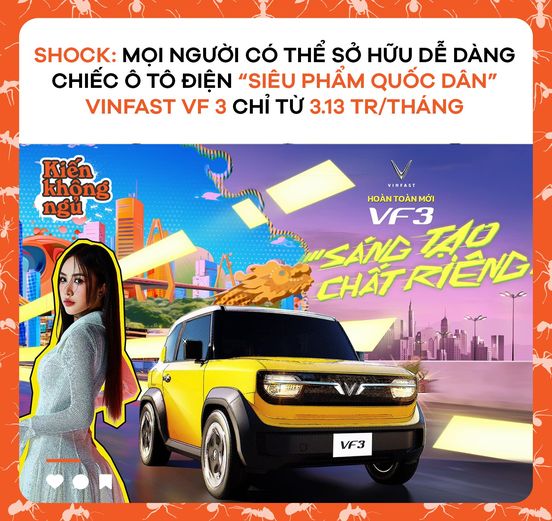 SHOCK: MỌI NGƯỜI CÓ THỂ SỞ HỮU DỄ DÀNG
CHIẾC Ô TÔ ĐIỆN “SIÊU PHẨM QUỐC DÂN”
VINFAST VF 3 CHỈ TỪ 3.13 TR/THÁNG
Kiến
không
ngủ
VINFAST
HOÀN TOÀN MỚI
VF3
SÁNG TẠO
CHẤT RIÊNG
VF3